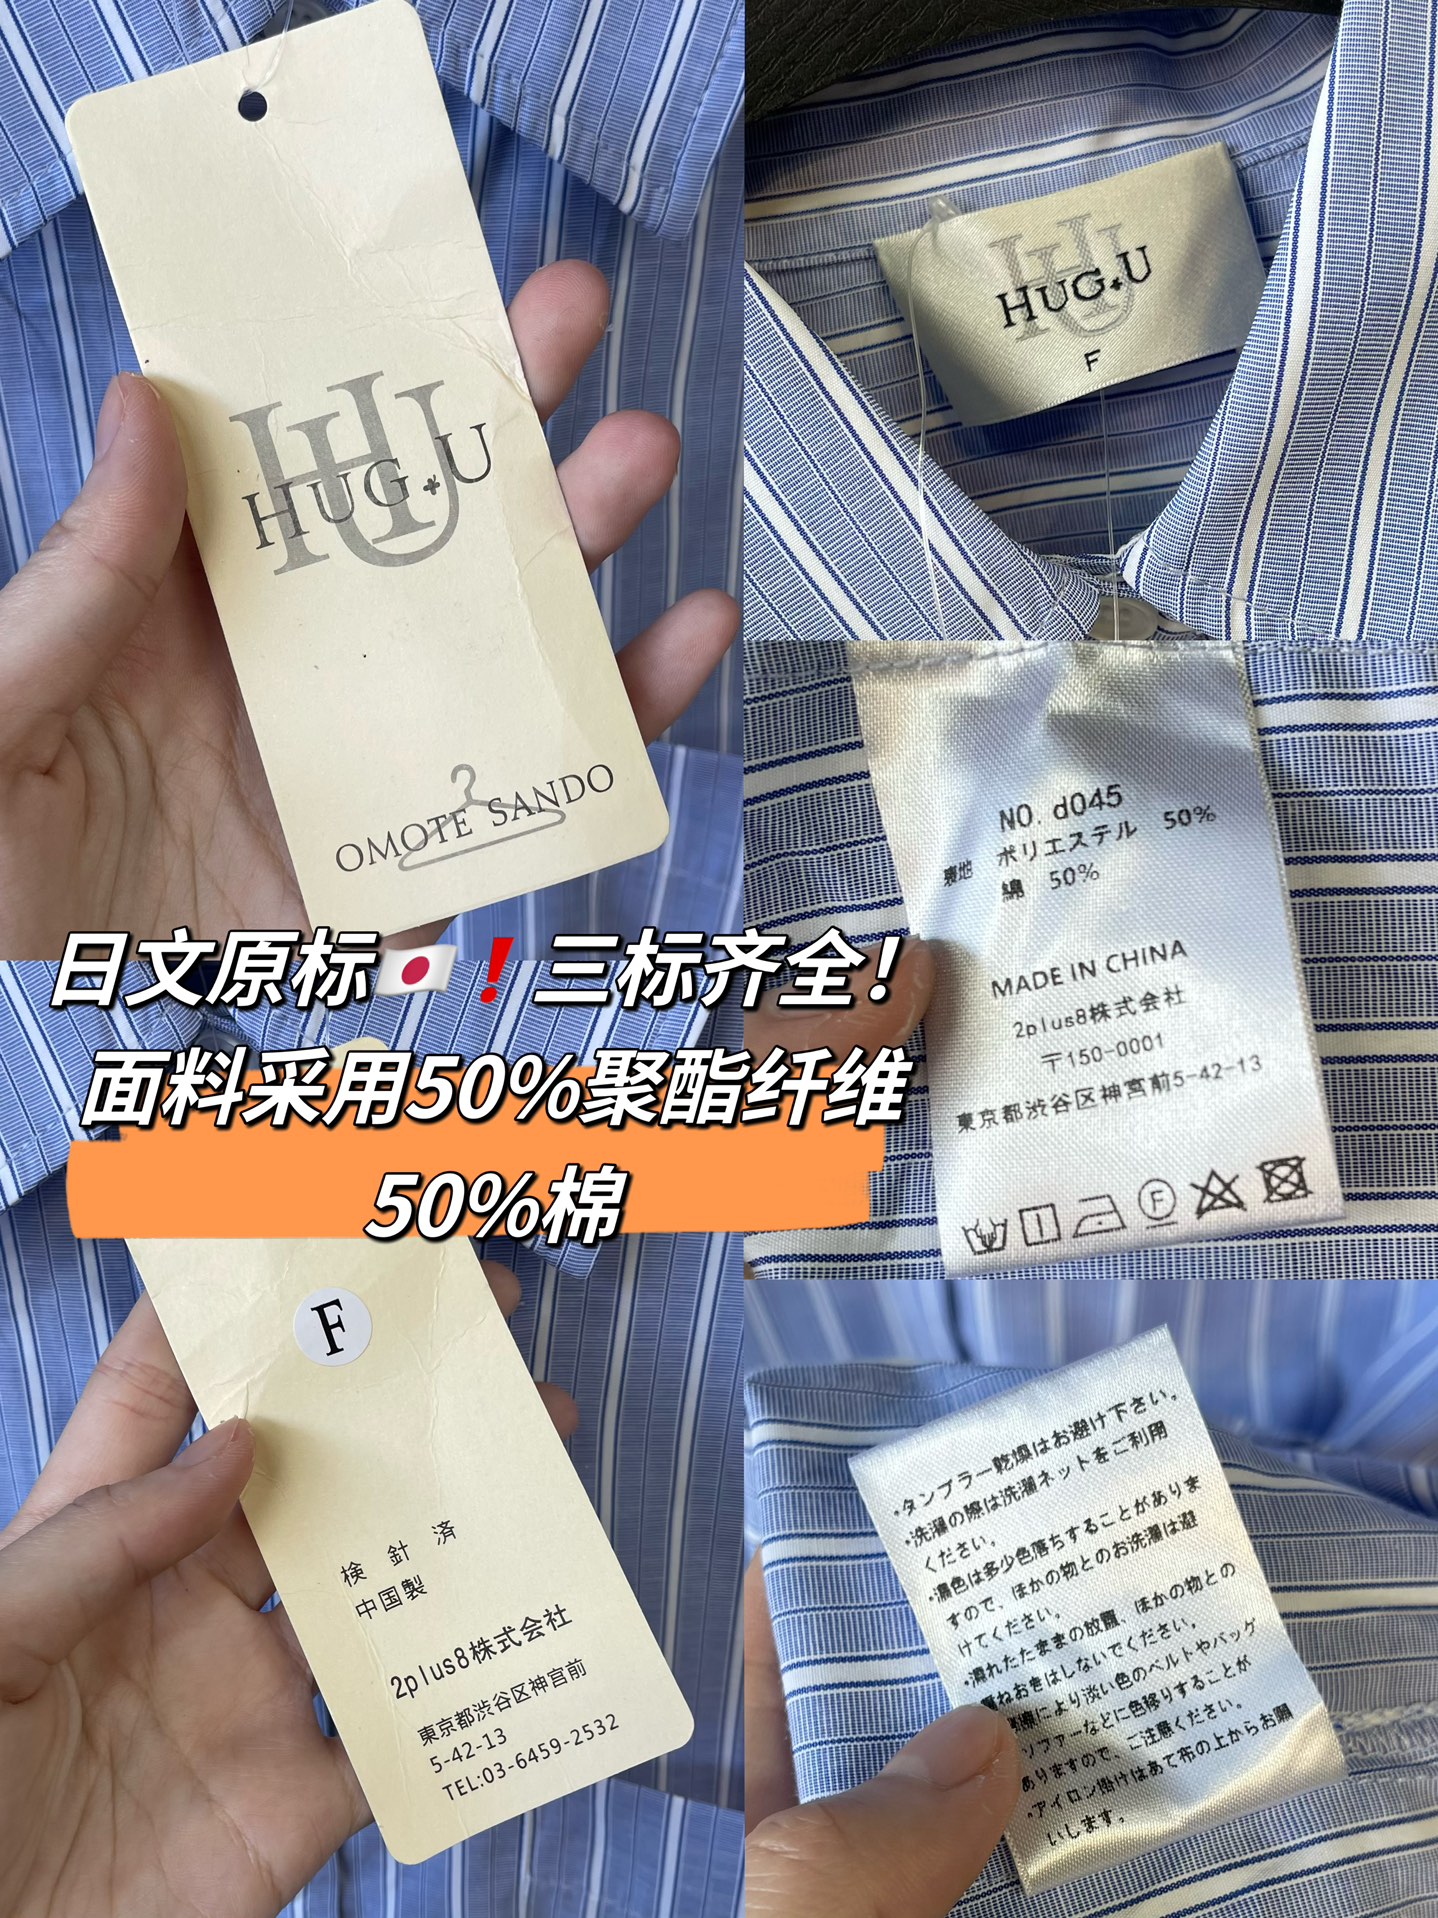 HUG+U
OMOTE SANDO
HUG+U
F
NO. d045
表地
ポリエステル 50%
綿 50%
MADE IN CHINA
2plus8株式会社
〒150-0001
東京都渋谷区神宮前5-42-13
F
日文原标🇯🇵❗三标齐全！
面料采用50%聚酯纤维
50%棉
F
検 針 済
中国製
2plus8株式会社
東京都渋谷区神宮前
5-42-13
TEL:03-6459-2532
・タンブラー乾燥はお避け下さい。
・洗濯の際は洗濯ネットをご利用
ください。
・濃色は多少色落ちすることがありま
すので、ほかの物とのお洗濯は避
けてください。
・濡れたたままの放置、ほかの物との
重ねおきはしないでください。
摩擦により淡い色のベルトやバッグ
ソファーなどに色移りすることが
ありますので、ご注意ください。
・アイロン掛けはあて布の上からお願
いします。